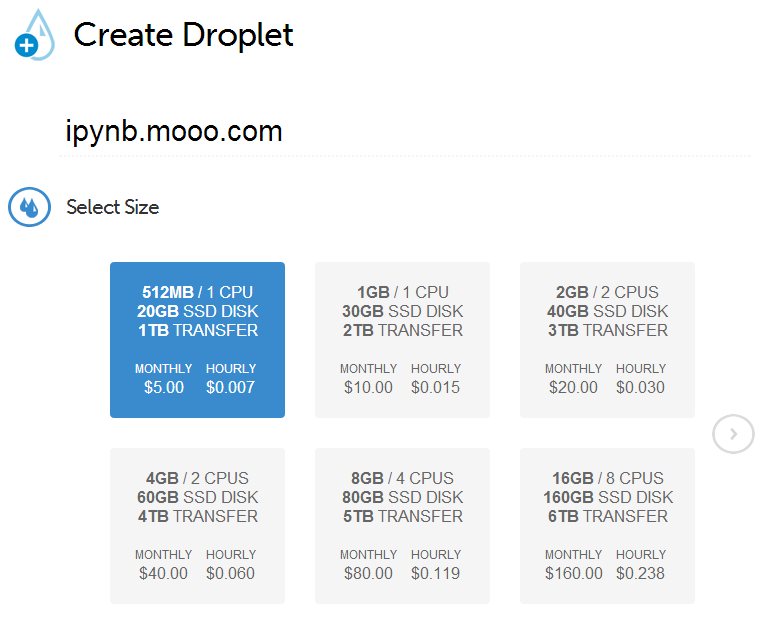 Create Droplet
ipynb.mooo.com
Select Size
512MB / 1 CPU
20GB SSD DISK
1TB TRANSFER
MONTHLY HOURLY
$5.00 $0.007
1GB / 1 CPU
30GB SSD DISK
2TB TRANSFER
MONTHLY HOURLY
$10.00 $0.015
2GB / 2 CPUS
40GB SSD DISK
3TB TRANSFER
MONTHLY HOURLY
$20.00 $0.030
4GB / 2 CPUS
60GB SSD DISK
4TB TRANSFER
MONTHLY HOURLY
$40.00 $0.060
8GB / 4 CPUS
80GB SSD DISK
5TB TRANSFER
MONTHLY HOURLY
$80.00 $0.119
16GB / 8 CPUS
160GB SSD DISK
6TB TRANSFER
MONTHLY HOURLY
$160.00 $0.238